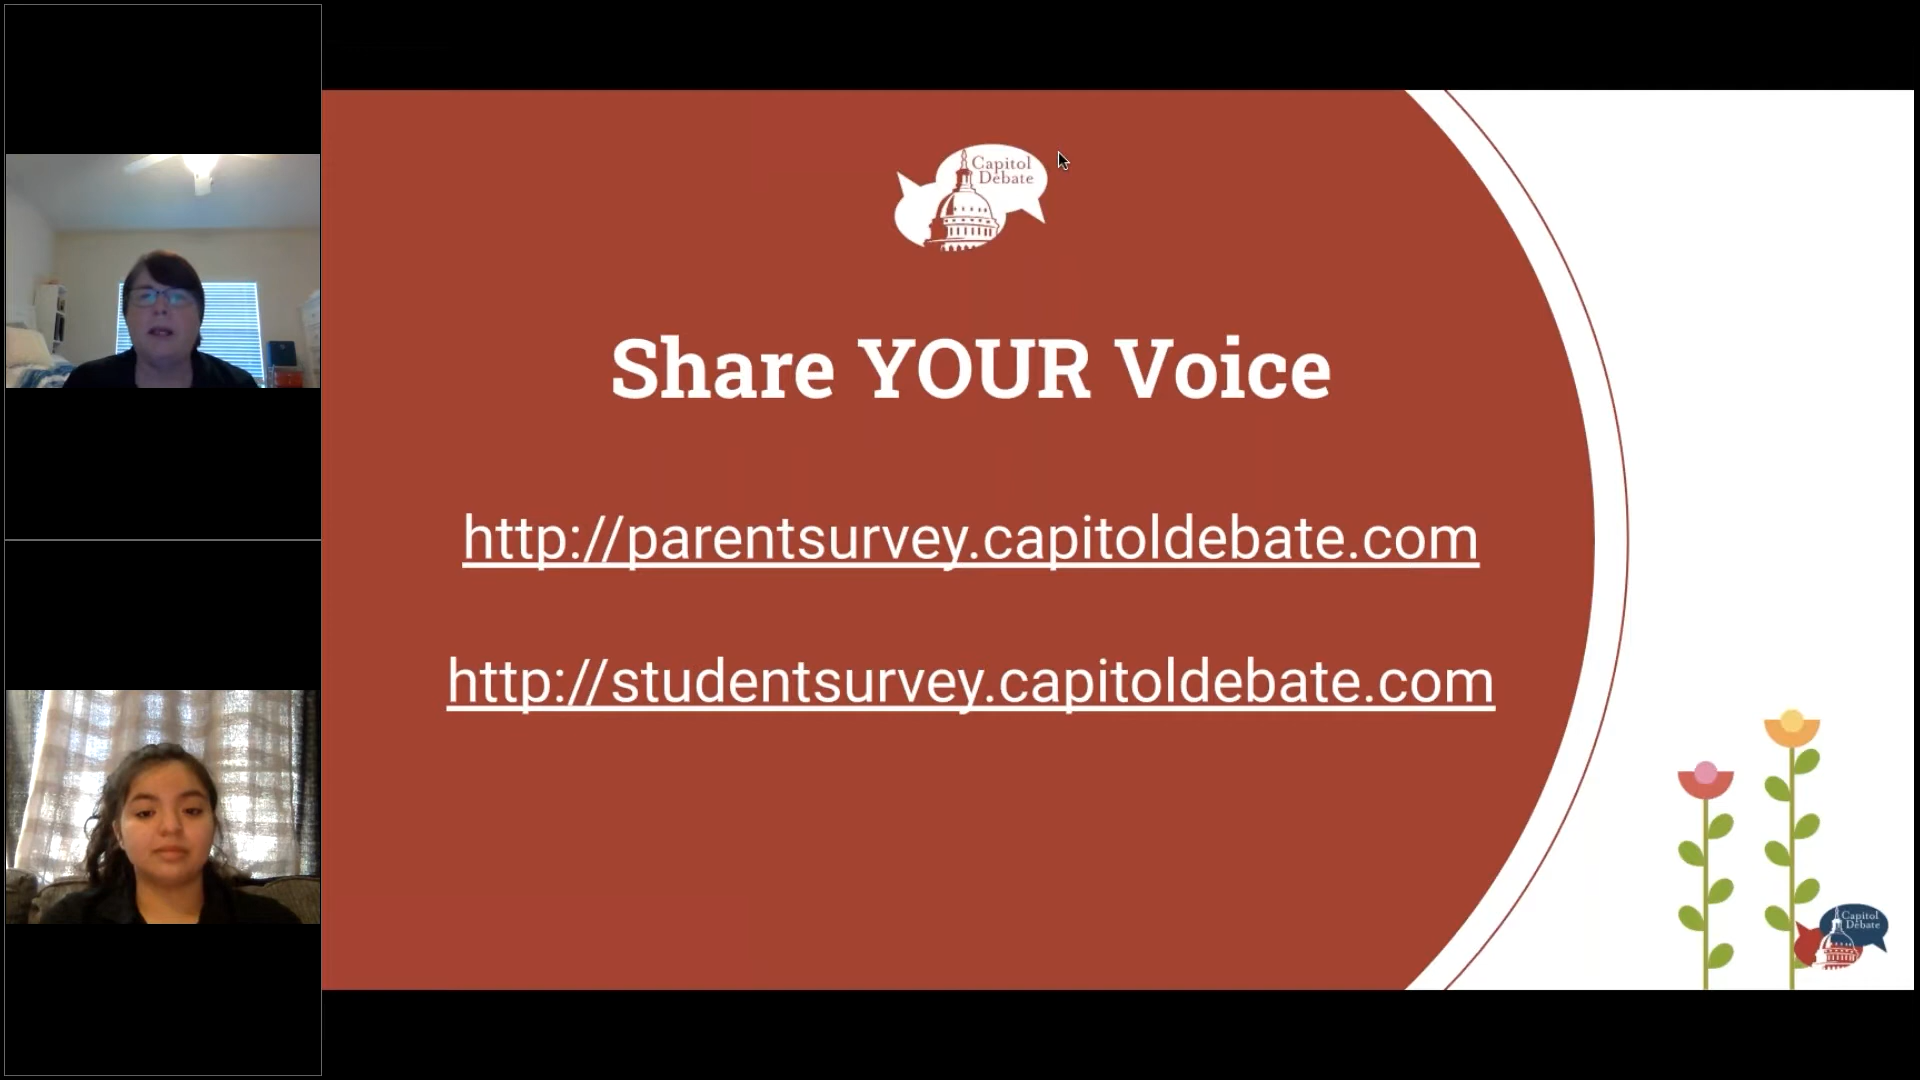 Capitol
Debate
Share YOUR Voice
http://parentsurvey.capitoldebate.com
http://studentsurvey.capitoldebate.com
Capitol
Debate